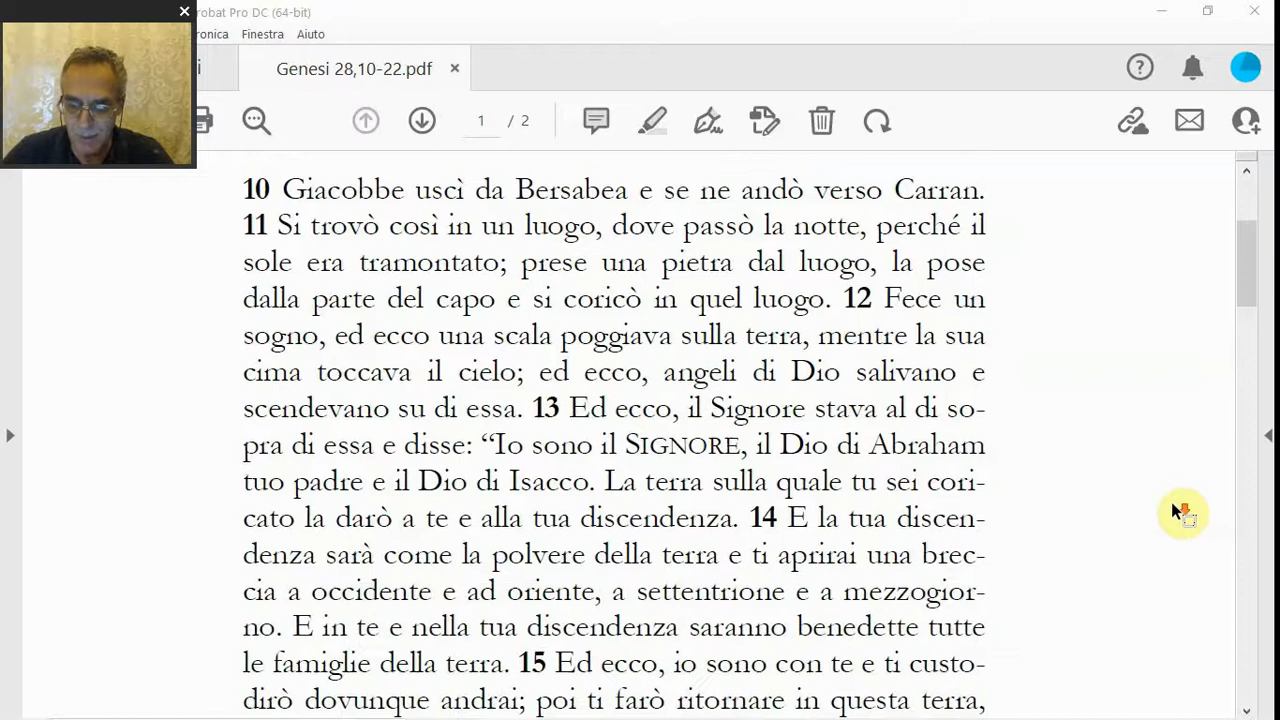 crobat Pro DC (64-bit)
ronica Finestra Aiuto
i Genesi 28,10-22.pdf
1 / 2
10 Giacobbe uscì da Bersabea e se ne andò verso Carran.
11 Si trovò così in un luogo, dove passò la notte, perché il
sole era tramontato; prese una pietra dal luogo, la pose
dalla parte del capo e si coricò in quel luogo. 12 Fece un
sogno, ed ecco una scala poggiava sulla terra, mentre la sua
cima toccava il cielo; ed ecco, angeli di Dio salivano e
scendevano su di essa. 13 Ed ecco, il Signore stava al di so-
pra di essa e disse: “Io sono il SIGNORE, il Dio di Abraham
tuo padre e il Dio di Isacco. La terra sulla quale tu sei cori-
cato la darò a te e alla tua discendenza. 14 E la tua discen-
denza sarà come la polvere della terra e ti aprirai una brec-
cia a occidente e ad oriente, a settentrione e a mezzogior-
no. E in te e nella tua discendenza saranno benedette tutte
le famiglie della terra. 15 Ed ecco, io sono con te e ti custo-
dirò dovunque andrai; poi ti farò ritornare in questa terra,